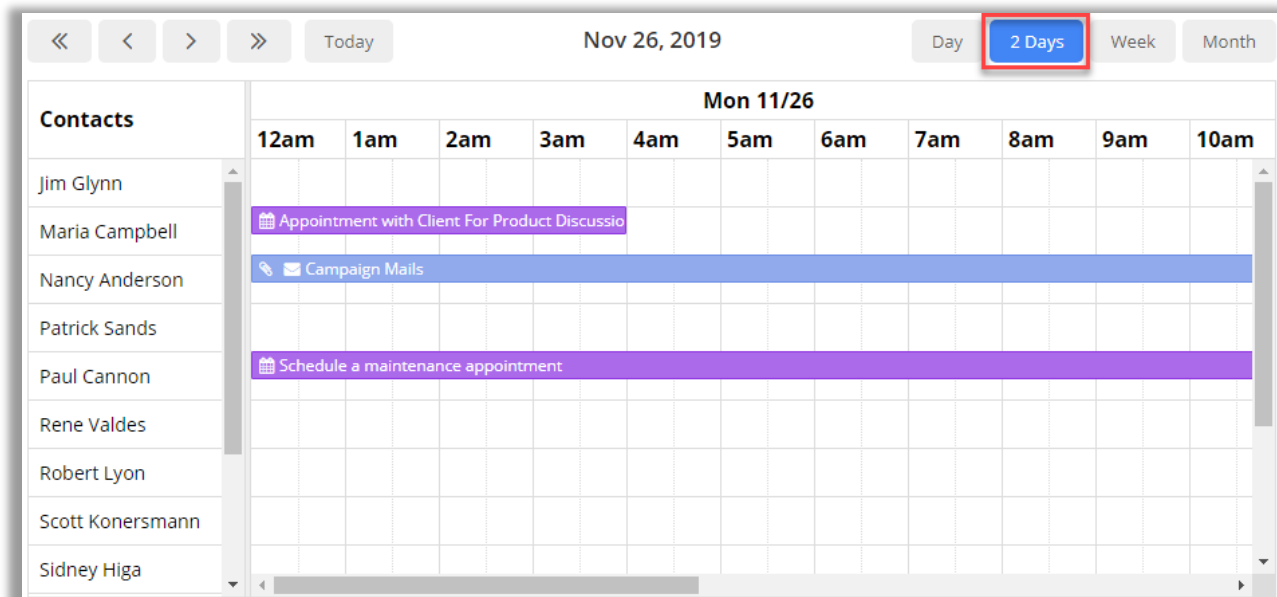 Today Nov 26, 2019 Day 2 Days Week Month
Contacts
Mon 11/26
12am 1am 2am 3am 4am 5am 6am 7am 8am 9am 10am
Jim Glynn
Maria Campbell
Appointment with Client For Product Discussio
Nancy Anderson
Campaign Mails
Patrick Sands
Paul Cannon
Schedule a maintenance appointment
Rene Valdes
Robert Lyon
Scott Konersmann
Sidney Higa